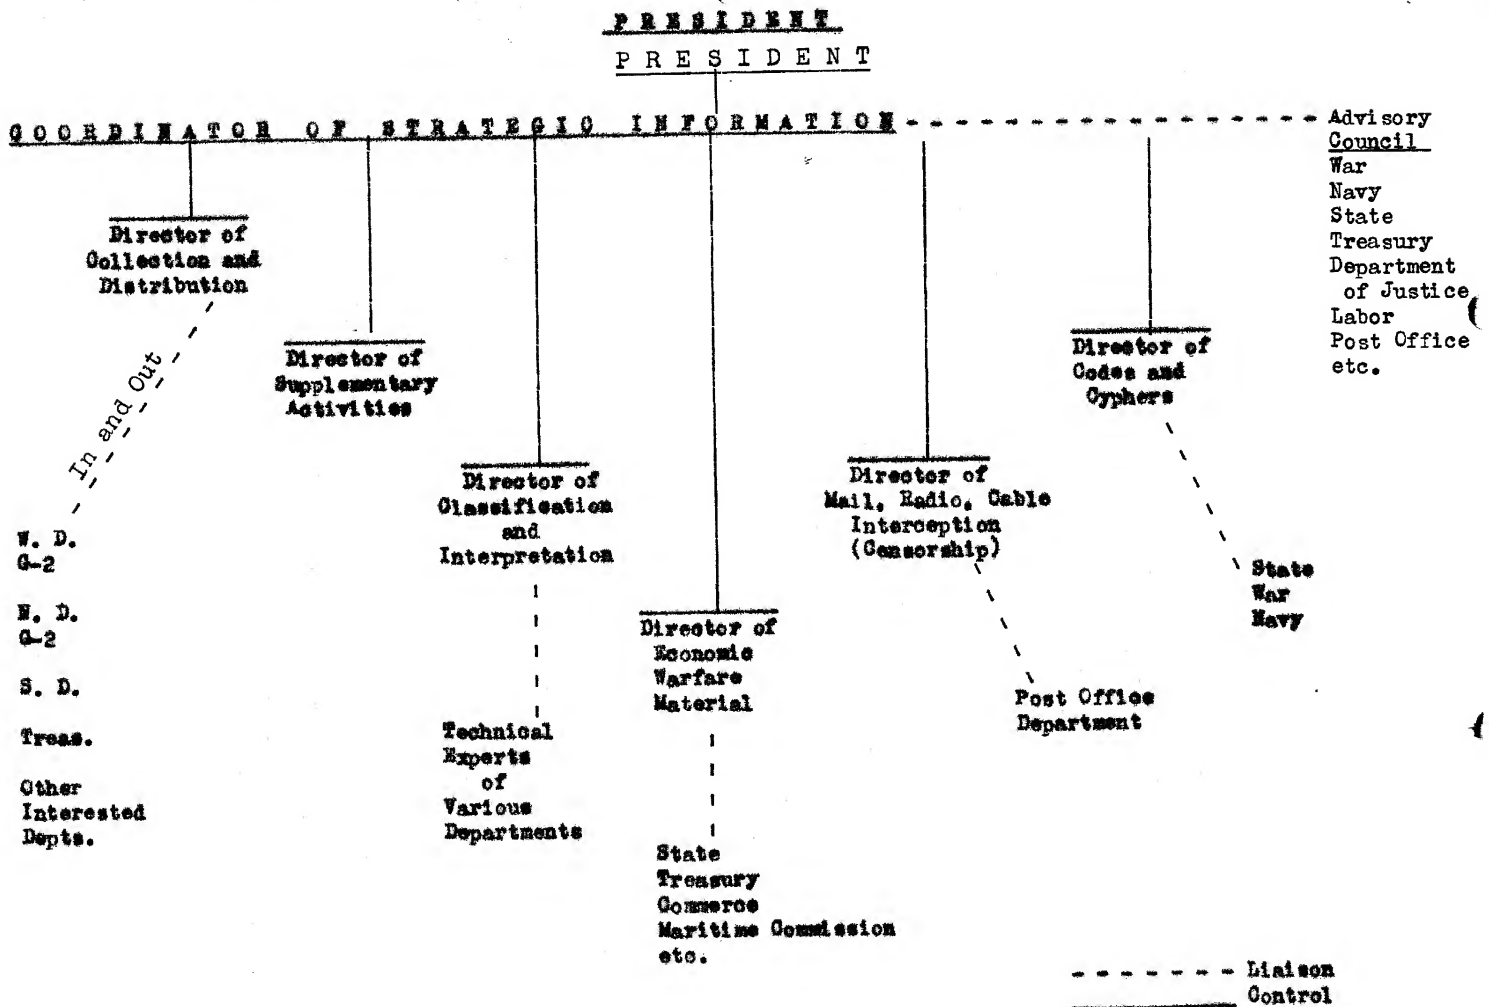 PRESIDENT
PRESIDENT
COORDINATOR OF STRATEGIC INFORMATION
Advisory
Council
War
Navy
State
Treasury
Department
of Justice
Labor
Post Office
etc.
Director of
Collection and
Distribution
In and Out
W. D.
G-2
N. D.
G-2
S. D.
Treas.
Other
Interested
Depts.
Director of
Supplementary
Activities
Director of
Classification
and
Interpretation
Technical
Experts
of
Various
Departments
Director of
Economic
Warfare
Material
State
Treasury
Commerce
Maritime Commission
etc.
Director of
Mail, Radio, Cable
Interception
(Censorship)
Post Office
Department
Director of
Codes and
Cyphers
State
War
Navy
Liaison
Control